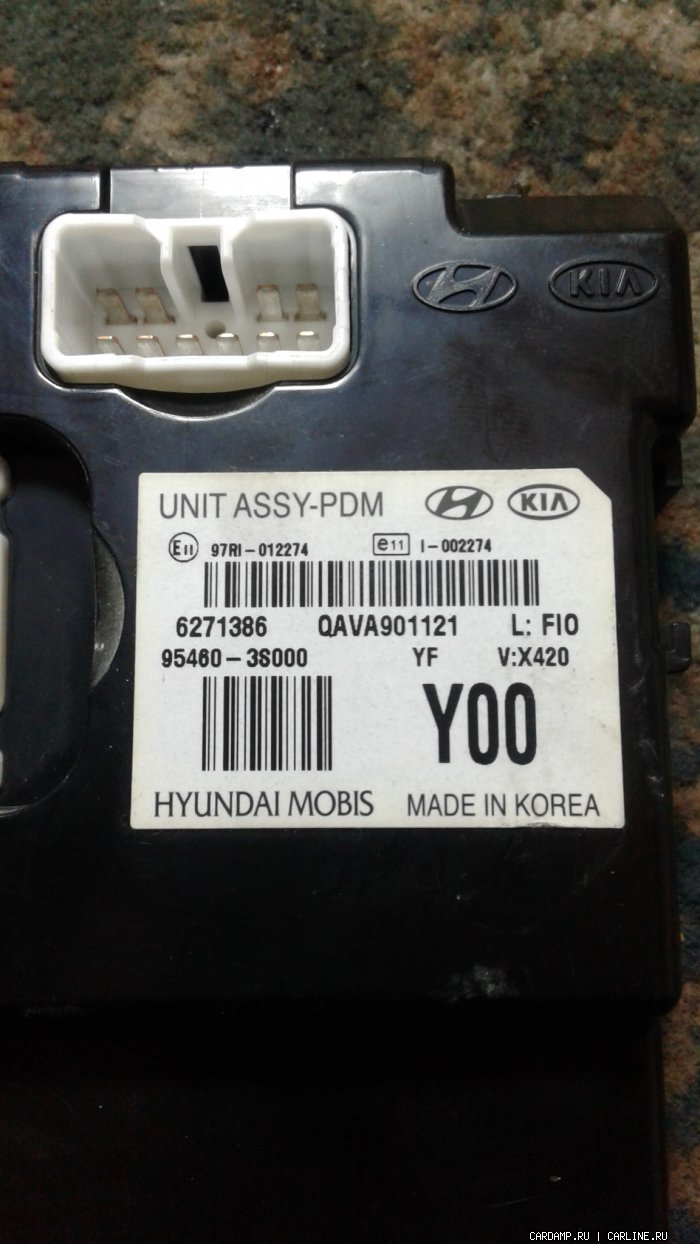 KIA
UNIT ASSY-PDM KIA
E11 97RI-012274 e11 I-002274
6271386 QAVA901121 L: FIO
95460-3S000 YF V:X420
Y00
HYUNDAI MOBIS MADE IN KOREA
CARDAMP.RU | CARLINE.RU